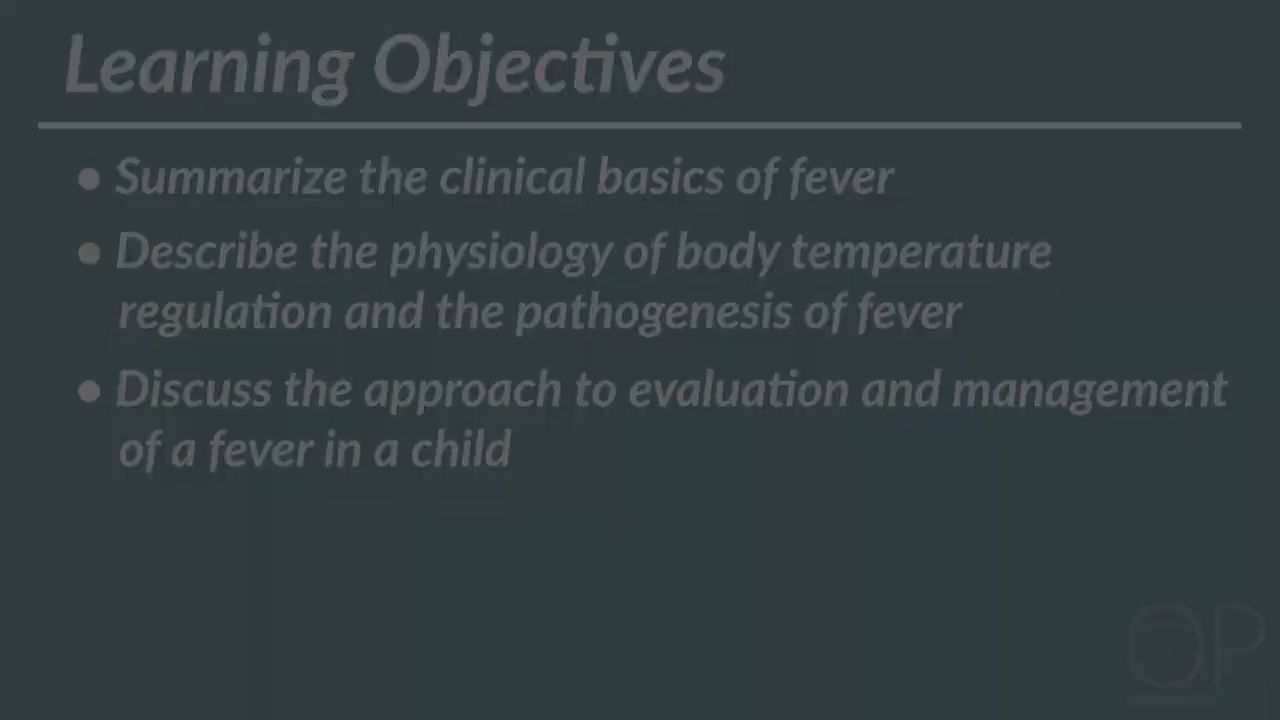 Learning Objectives
• Summarize the clinical basics of fever
• Describe the physiology of body temperature
regulation and the pathogenesis of fever
• Discuss the approach to evaluation and management
of a fever in a child
OP